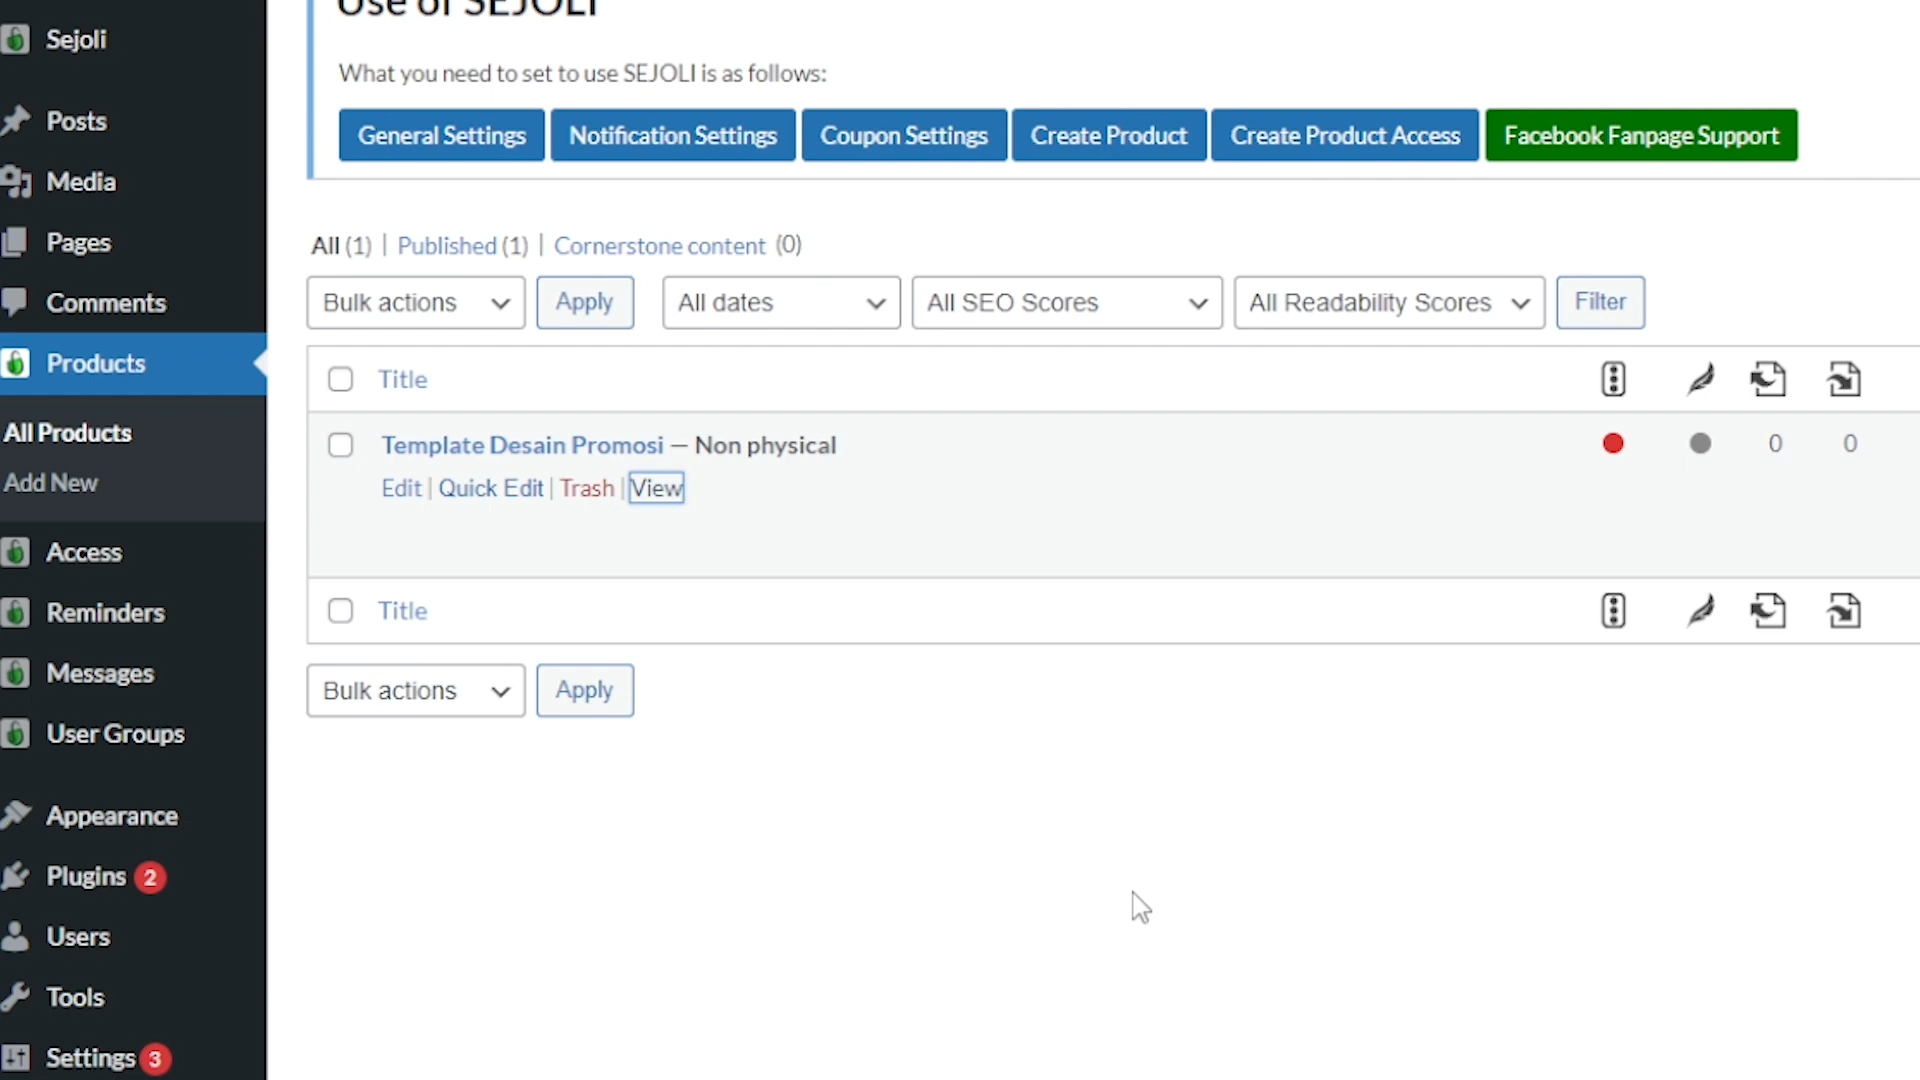 Use of SEJOLI
What you need to set to use SEJOLI is as follows:
General Settings Notification Settings Coupon Settings Create Product Create Product Access Facebook Fanpage Support
Sejoli
Posts
Media
Pages
Comments
Products
All Products
Add New
Access
Reminders
Messages
User Groups
Appearance
Plugins 2
Users
Tools
Settings 3
All (1) | Published (1) | Cornerstone content (0)
Bulk actions Apply All dates All SEO Scores All Readability Scores Filter
Title
Template Desain Promosi — Non physical 0 0
Edit | Quick Edit | Trash | View
Title
Bulk actions Apply